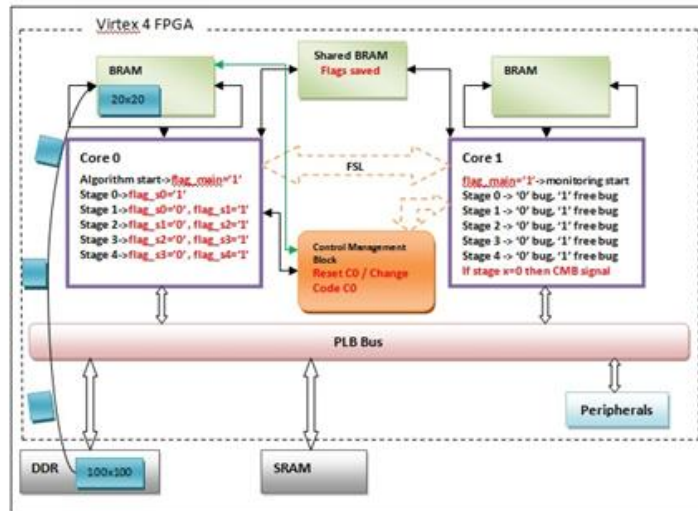 Virtex 4 FPGA
BRAM
20x20
Shared BRAM
Flags saved
BRAM
Core 0
Algorithm start->flag_main='1'
Stage 0->flag_s0='1'
Stage 1->flag_s0='0', flag_s1='1'
Stage 2->flag_s1='0', flag_s2='1'
Stage 3->flag_s2='0', flag_s3='1'
Stage 4->flag_s3='0', flag_s4='1'
FSL
Core 1
flag_main='1'->monitoring start
Stage 0 -> '0' bug, '1' free bug
Stage 1 -> '0' bug, '1' free bug
Stage 2 -> '0' bug, '1' free bug
Stage 3 -> '0' bug, '1' free bug
Stage 4 -> '0' bug, '1' free bug
If stage x=0 then CMB signal
Control Management
Block
Reset C0 / Change
Code C0
PLB Bus
Peripherals
DDR
100x100
SRAM